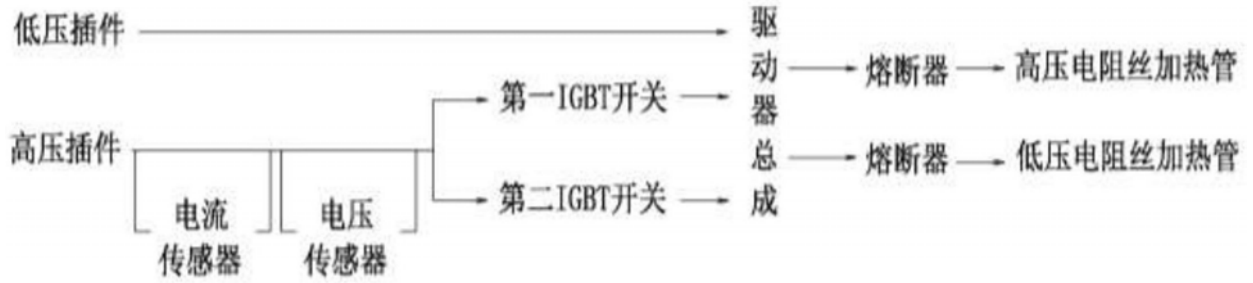 低压插件
驱动器总成
熔断器
高压电阻丝加热管
第一IGBT开关
高压插件
熔断器
低压电阻丝加热管
第二IGBT开关
电流
传感器
电压
传感器